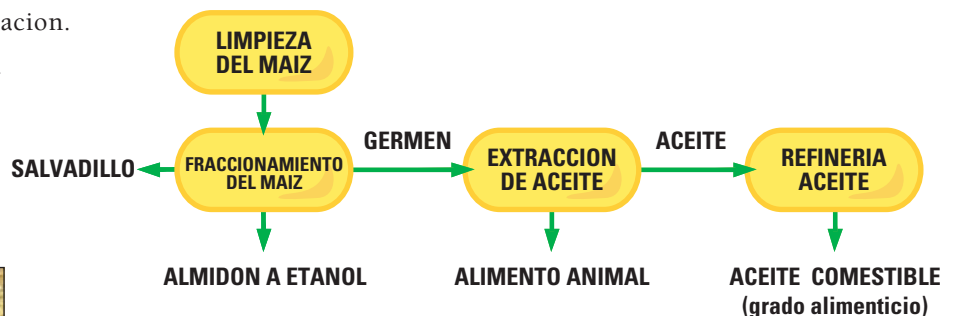 acion.
LIMPIEZA
DEL MAIZ
GERMEN
ACEITE
SALVADILLO
FRACCIONAMIENTO
DEL MAIZ
EXTRACCION
DE ACEITE
REFINERIA
ACEITE
ALMIDON A ETANOL
ALIMENTO ANIMAL
ACEITE COMESTIBLE
(grado alimenticio)